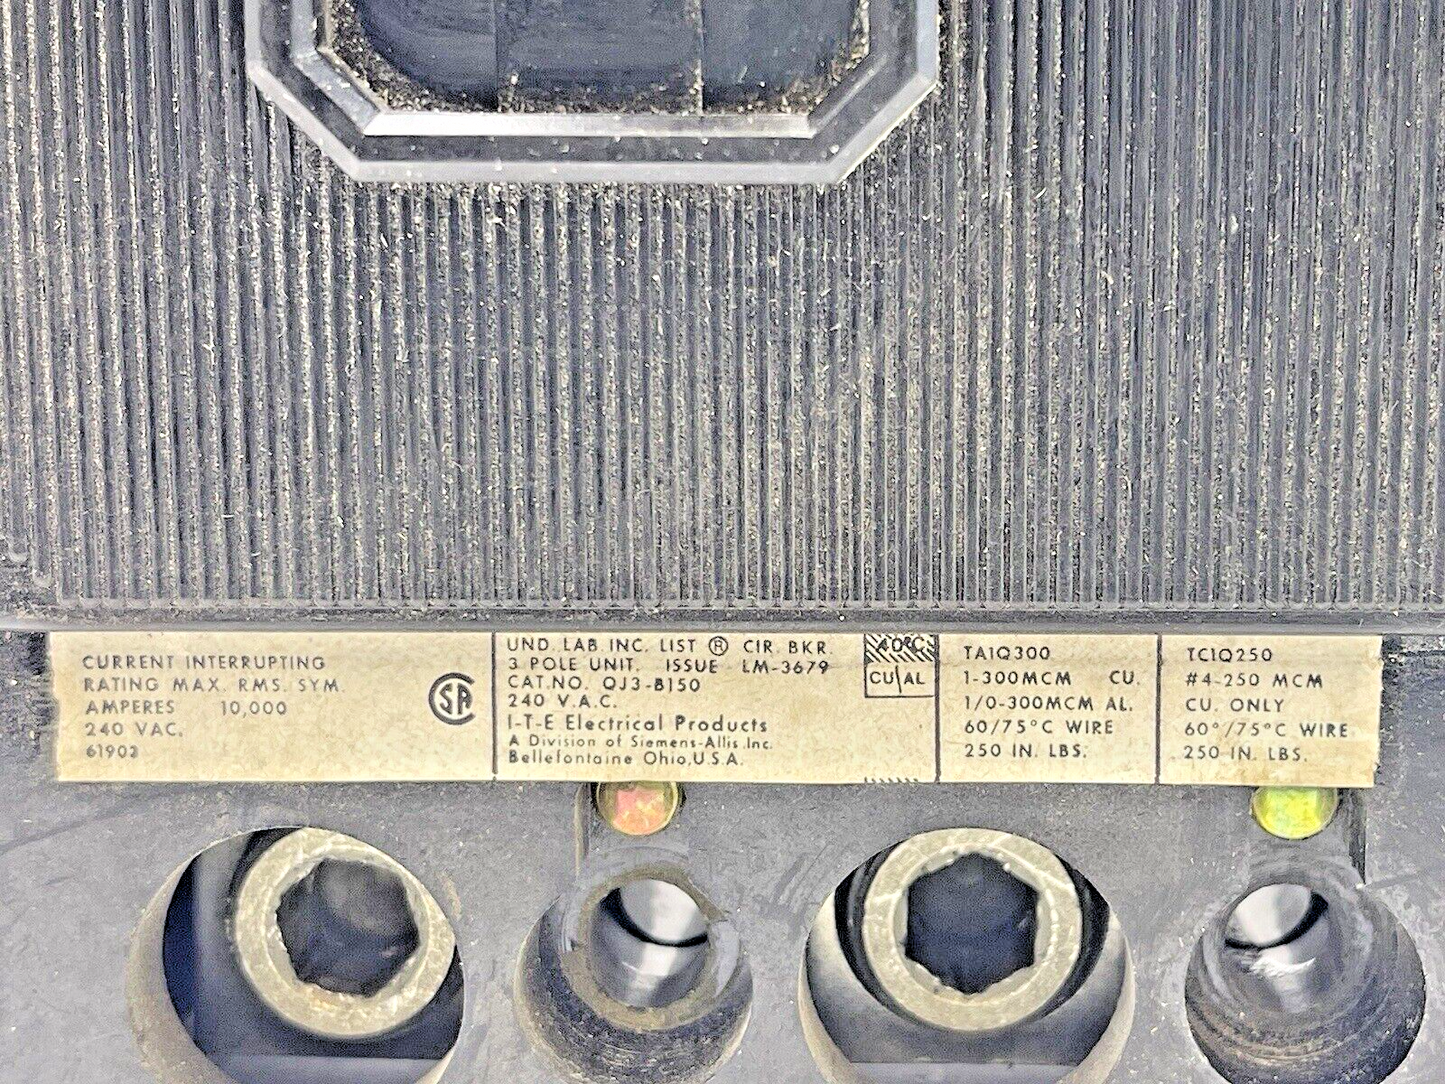 CURRENT INTERRUPTING
RATING MAX. RMS. SYM.
AMPERES 10,000
240 VAC.
61903
SA
UND. LAB. INC. LIST ® CIR. BKR.
3 POLE UNIT. ISSUE LM-3679
CAT.NO. QJ3-B150
240 V.A.C.
I-T-E Electrical Products
A Division of Siemens-Allis Inc.
Bellefontaine Ohio, U.S.A.
40°C
CU AL
TA1Q300
1-300MCM CU.
1/0-300MCM AL.
60/75°C WIRE
250 IN. LBS.
TC1Q250
#4-250 MCM
CU. ONLY
60°/75°C WIRE
250 IN. LBS.